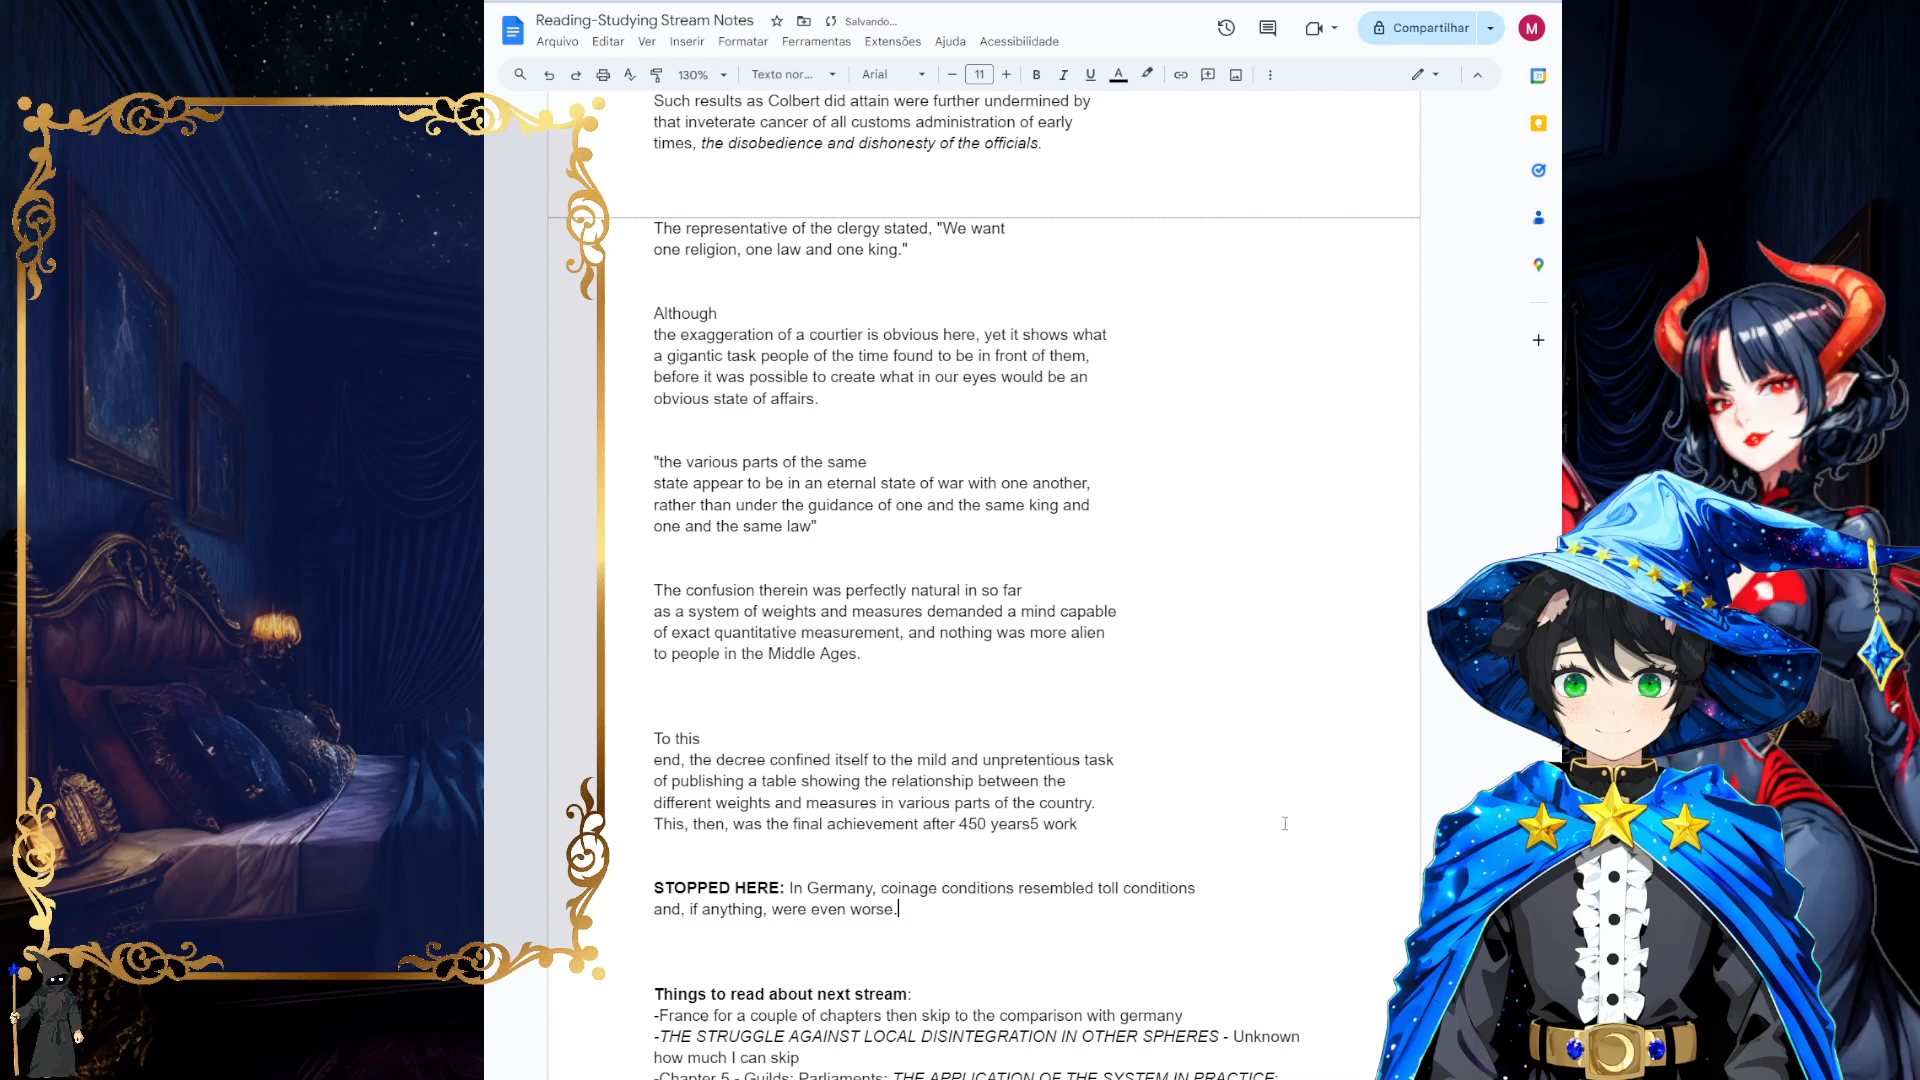 Reading-Studying Stream Notes
Salvando...
Arquivo Editar Ver Inserir Formatar Ferramentas Extensões Ajuda Acessibilidade
Compartilhar
M
130% Texto nor... Arial 11 B I U A
Such results as Colbert did attain were further undermined by
that inveterate cancer of all customs administration of early
times, the disobedience and dishonesty of the officials.
The representative of the clergy stated, "We want
one religion, one law and one king."
Although
the exaggeration of a courtier is obvious here, yet it shows what
a gigantic task people of the time found to be in front of them,
before it was possible to create what in our eyes would be an
obvious state of affairs.
"the various parts of the same
state appear to be in an eternal state of war with one another,
rather than under the guidance of one and the same king and
one and the same law"
The confusion therein was perfectly natural in so far
as a system of weights and measures demanded a mind capable
of exact quantitative measurement, and nothing was more alien
to people in the Middle Ages.
To this
end, the decree confined itself to the mild and unpretentious task
of publishing a table showing the relationship between the
different weights and measures in various parts of the country.
This, then, was the final achievement after 450 years5 work
STOPPED HERE: In Germany, coinage conditions resembled toll conditions
and, if anything, were even worse.
Things to read about next stream:
-France for a couple of chapters then skip to the comparison with germany
-THE STRUGGLE AGAINST LOCAL DISINTEGRATION IN OTHER SPHERES - Unknown
how much I can skip
-Chapter 5 - Guilds: Parliaments: THE APPLICATION OF THE SYSTEM IN PRACTICE: